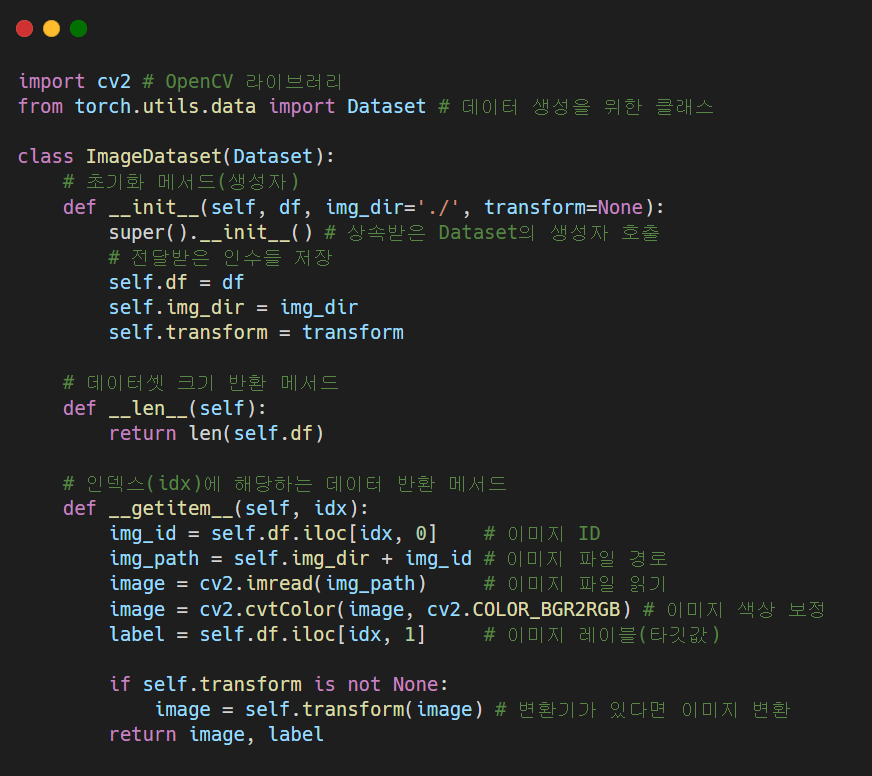 import cv2 # OpenCV 라이브러리
from torch.utils.data import Dataset # 데이터 생성을 위한 클래스
class ImageDataset(Dataset):
# 초기화 메서드(생성자)
def __init__(self, df, img_dir='./', transform=None):
super().__init__() # 상속받은 Dataset의 생성자 호출
# 전달받은 인수들 저장
self.df = df
self.img_dir = img_dir
self.transform = transform
# 데이터셋 크기 반환 메서드
def __len__(self):
return len(self.df)
# 인덱스(idx)에 해당하는 데이터 반환 메서드
def __getitem__(self, idx):
img_id = self.df.iloc[idx, 0]    # 이미지 ID
img_path = self.img_dir + img_id # 이미지 파일 경로
image = cv2.imread(img_path)     # 이미지 파일 읽기
image = cv2.cvtColor(image, cv2.COLOR_BGR2RGB) # 이미지 색상 보정
label = self.df.iloc[idx, 1]     # 이미지 레이블(타깃값)
if self.transform is not None:
image = self.transform(image) # 변환기가 있다면 이미지 변환
return image, label